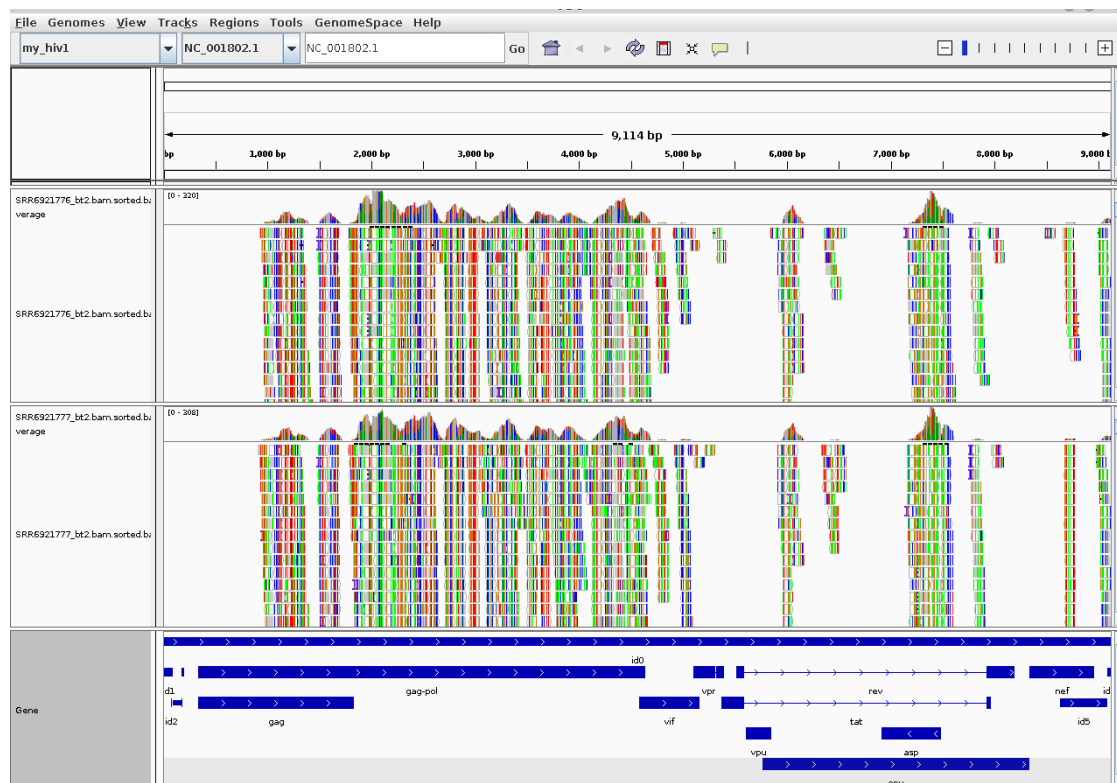 File Genomes View Tracks Regions Tools GenomeSpace Help
my_hiv1 NC_001802.1 NC_001802.1 Go
9,114 bp
bp 1,000 bp 2,000 bp 3,000 bp 4,000 bp 5,000 bp 6,000 bp 7,000 bp 8,000 bp 9,000 b
SRR6921776_bt2.bam.sorted.ba
verage
[0 - 320]
SRR6921776_bt2.bam.sorted.ba
SRR6921777_bt2.bam.sorted.ba
verage
[0 - 308]
SRR6921777_bt2.bam.sorted.ba
id0
d1 gag-pol vpr rev nef id
Gene
id2 gag vif tat id5
vpu asp